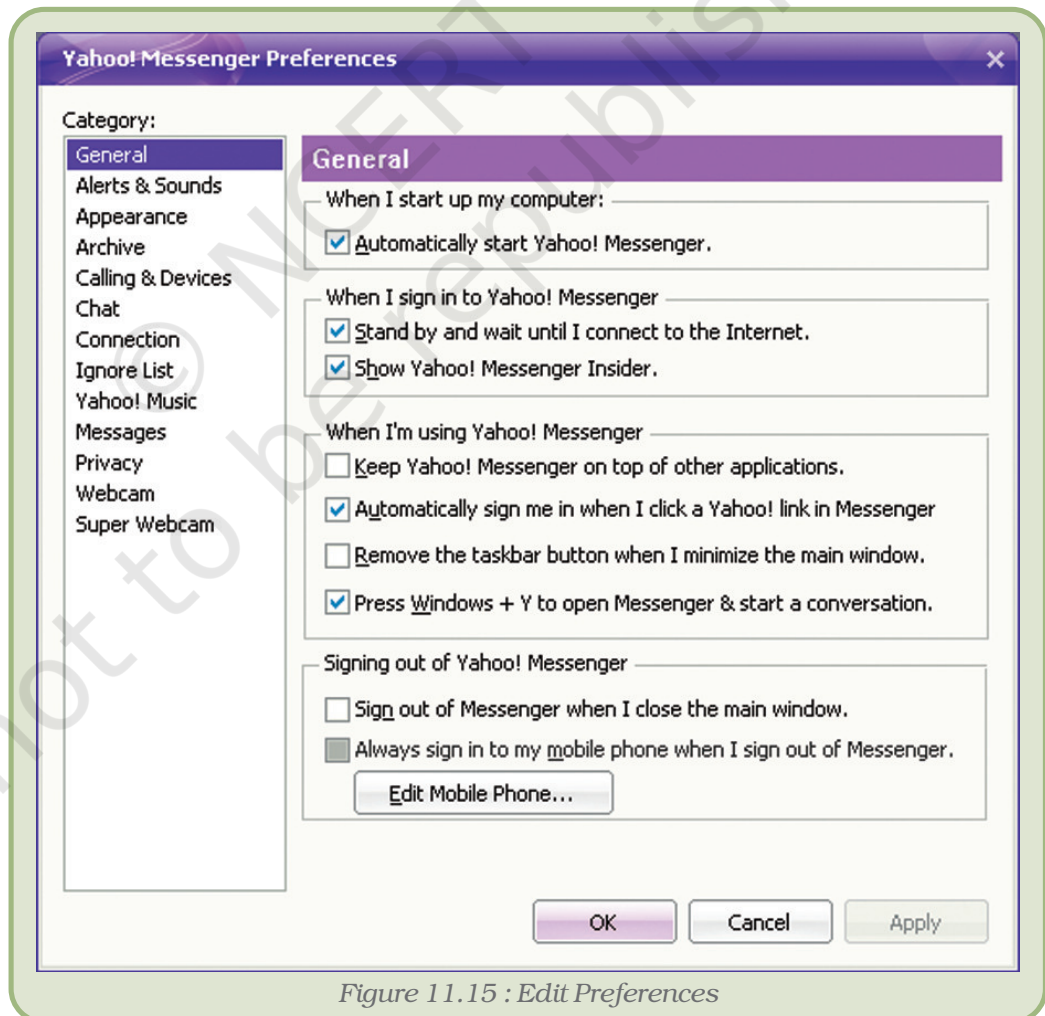 Yahoo! Messenger Preferences
Category:
General
Alerts & Sounds
Appearance
Archive
Calling & Devices
Chat
Connection
Ignore List
Yahoo! Music
Messages
Privacy
Webcam
Super Webcam
General
When I start up my computer:
Automatically start Yahoo! Messenger.
When I sign in to Yahoo! Messenger
Stand by and wait until I connect to the Internet.
Show Yahoo! Messenger Insider.
When I'm using Yahoo! Messenger
Keep Yahoo! Messenger on top of other applications.
Automatically sign me in when I click a Yahoo! link in Messenger
Remove the taskbar button when I minimize the main window.
Press Windows + Y to open Messenger & start a conversation.
Signing out of Yahoo! Messenger
Sign out of Messenger when I close the main window.
Always sign in to my mobile phone when I sign out of Messenger.
Edit Mobile Phone...
OK
Cancel
Apply
Figure 11.15 : Edit Preferences
© NCERT
not to be republis